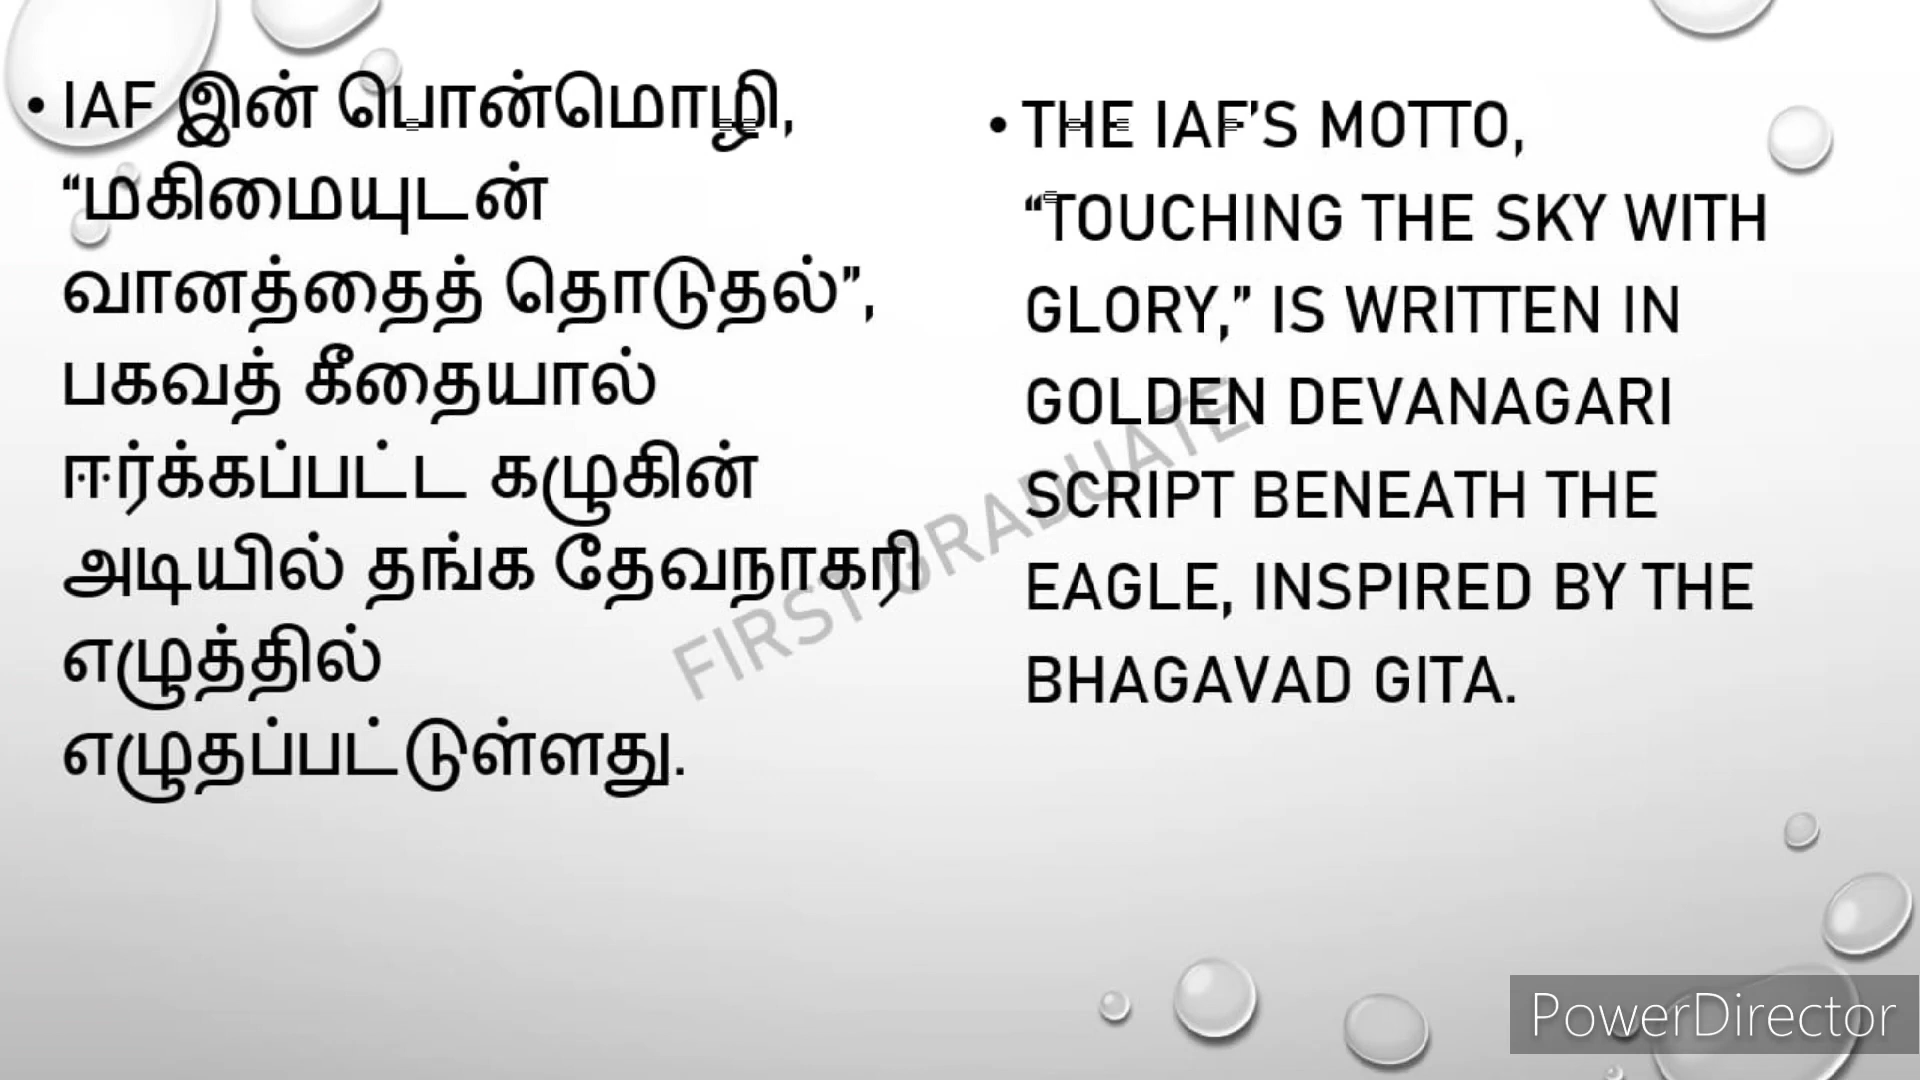 • IAF இன் பொன்மொழி,
“மகிமையுடன்
வானத்தைத் தொடுதல்”,
பகவத் கீதையால்
ஈர்க்கப்பட்ட கழுகின்
அடியில் தங்க தேவநாகரி
எழுத்தில்
எழுதப்பட்டுள்ளது.
• THE IAF'S MOTTO,
“TOUCHING THE SKY WITH
GLORY,” IS WRITTEN IN
GOLDEN DEVANAGARI
SCRIPT BENEATH THE
EAGLE, INSPIRED BY THE
BHAGAVAD GITA.
FIRST GRADUATE
PowerDirector